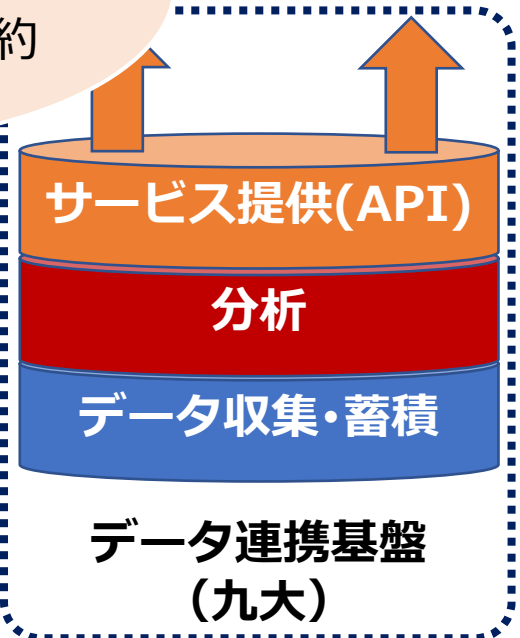 約
サービス提供(API)
分析
データ収集・蓄積
データ連携基盤
（九大）